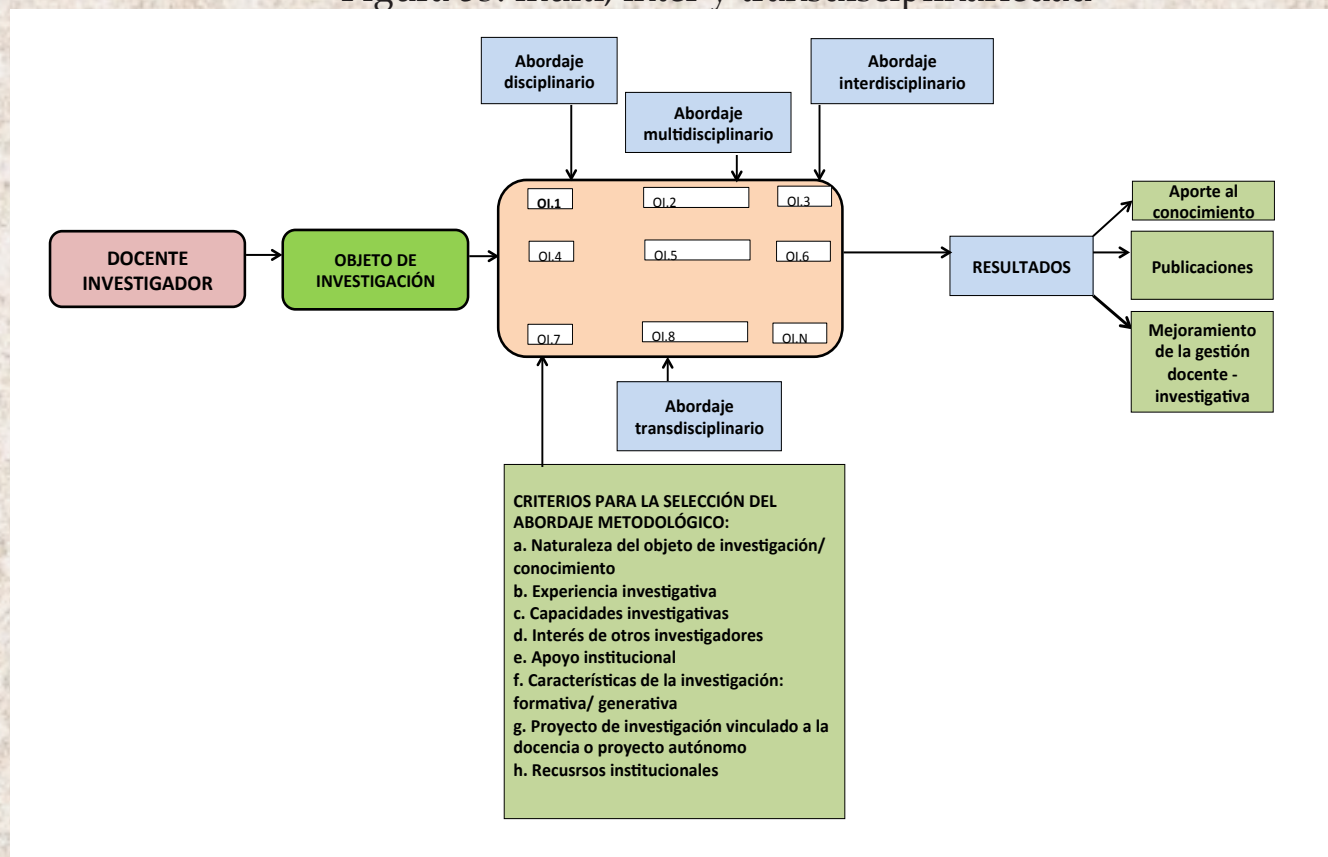 Abordaje
disciplinario
Abordaje
multidisciplinario
Abordaje
interdisciplinario
DOCENTE
INVESTIGADOR
OBJETO DE
INVESTIGACIÓN
OI.1
OI.2
OI.3
OI.4
OI.5
OI.6
OI.7
OI.8
OI.N
RESULTADOS
Aporte al
conocimiento
Publicaciones
Mejoramiento
de la gestión
docente -
investigativa
Abordaje
transdisciplinario
CRITERIOS PARA LA SELECCIÓN DEL
ABORDAJE METODOLÓGICO:
a. Naturaleza del objeto de investigación/
conocimiento
b. Experiencia investigativa
c. Capacidades investigativas
d. Interés de otros investigadores
e. Apoyo institucional
f. Características de la investigación:
formativa/ generativa
g. Proyecto de investigación vinculado a la
docencia o proyecto autónomo
h. Recusrsos institucionales